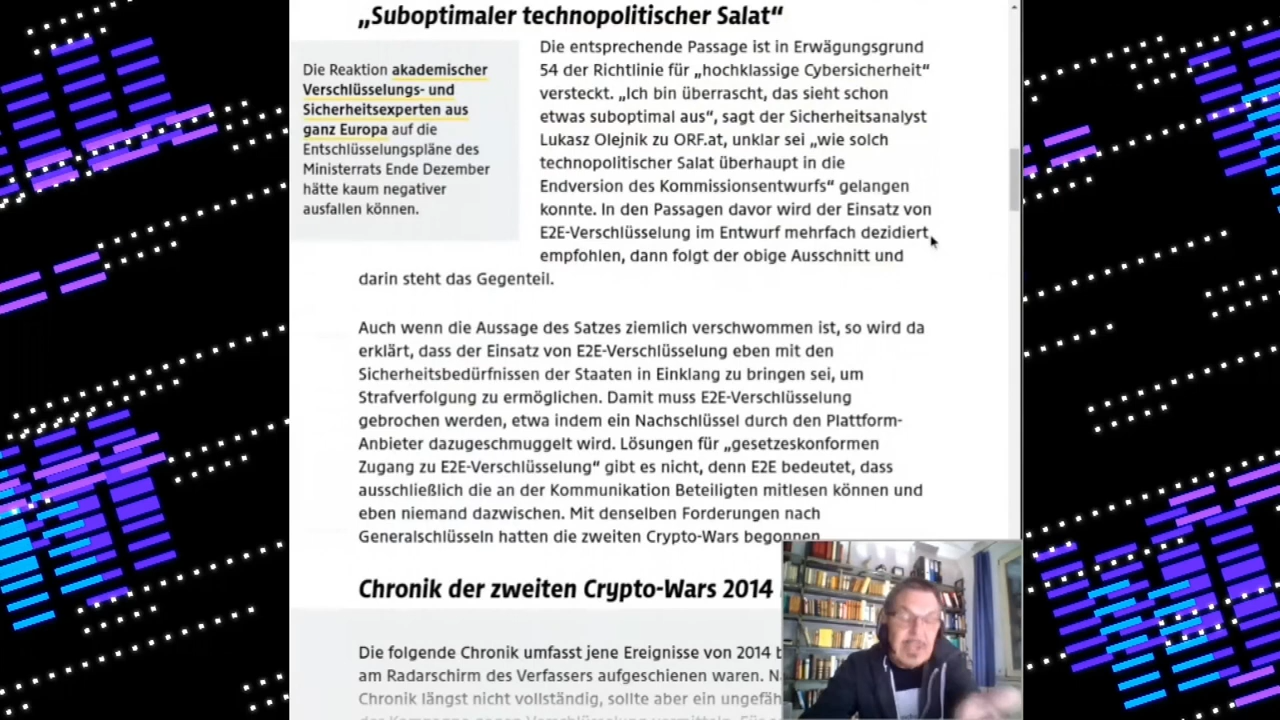 „Suboptimaler technopolitischer Salat“
Die Reaktion akademischer
Verschlüsselungs- und
Sicherheitsexperten aus
ganz Europa auf die
Entschlüsselungspläne des
Ministerrats Ende Dezember
hätte kaum negativer
ausfallen können.
Die entsprechende Passage ist in Erwägungsgrund
54 der Richtlinie für „hochklassige Cybersicherheit“
versteckt. „Ich bin überrascht, das sieht schon
etwas suboptimal aus“, sagt der Sicherheitsanalyst
Lukasz Olejnik zu ORF.at, unklar sei „wie solch
technopolitischer Salat überhaupt in die
Endversion des Kommissionsentwurfs“ gelangen
konnte. In den Passagen davor wird der Einsatz von
E2E-Verschlüsselung im Entwurf mehrfach dezidiert
empfohlen, dann folgt der obige Ausschnitt und
darin steht das Gegenteil.
Auch wenn die Aussage des Satzes ziemlich verschwommen ist, so wird da
erklärt, dass der Einsatz von E2E-Verschlüsselung eben mit den
Sicherheitsbedürfnissen der Staaten in Einklang zu bringen sei, um
Strafverfolgung zu ermöglichen. Damit muss E2E-Verschlüsselung
gebrochen werden, etwa indem ein Nachschlüssel durch den Plattform-
Anbieter dazugeschmuggelt wird. Lösungen für „gesetzeskonformen
Zugang zu E2E-Verschlüsselung“ gibt es nicht, denn E2E bedeutet, dass
ausschließlich die an der Kommunikation Beteiligten mitlesen können und
eben niemand dazwischen. Mit denselben Forderungen nach
Generalschlüsseln hatten die zweiten Crypto-Wars begonnen
Chronik der zweiten Crypto-Wars 2014
Die folgende Chronik umfasst jene Ereignisse von 2014
am Radarschirm des Verfassers aufgeschienen waren.
Chronik längst nicht vollständig, sollte aber ein